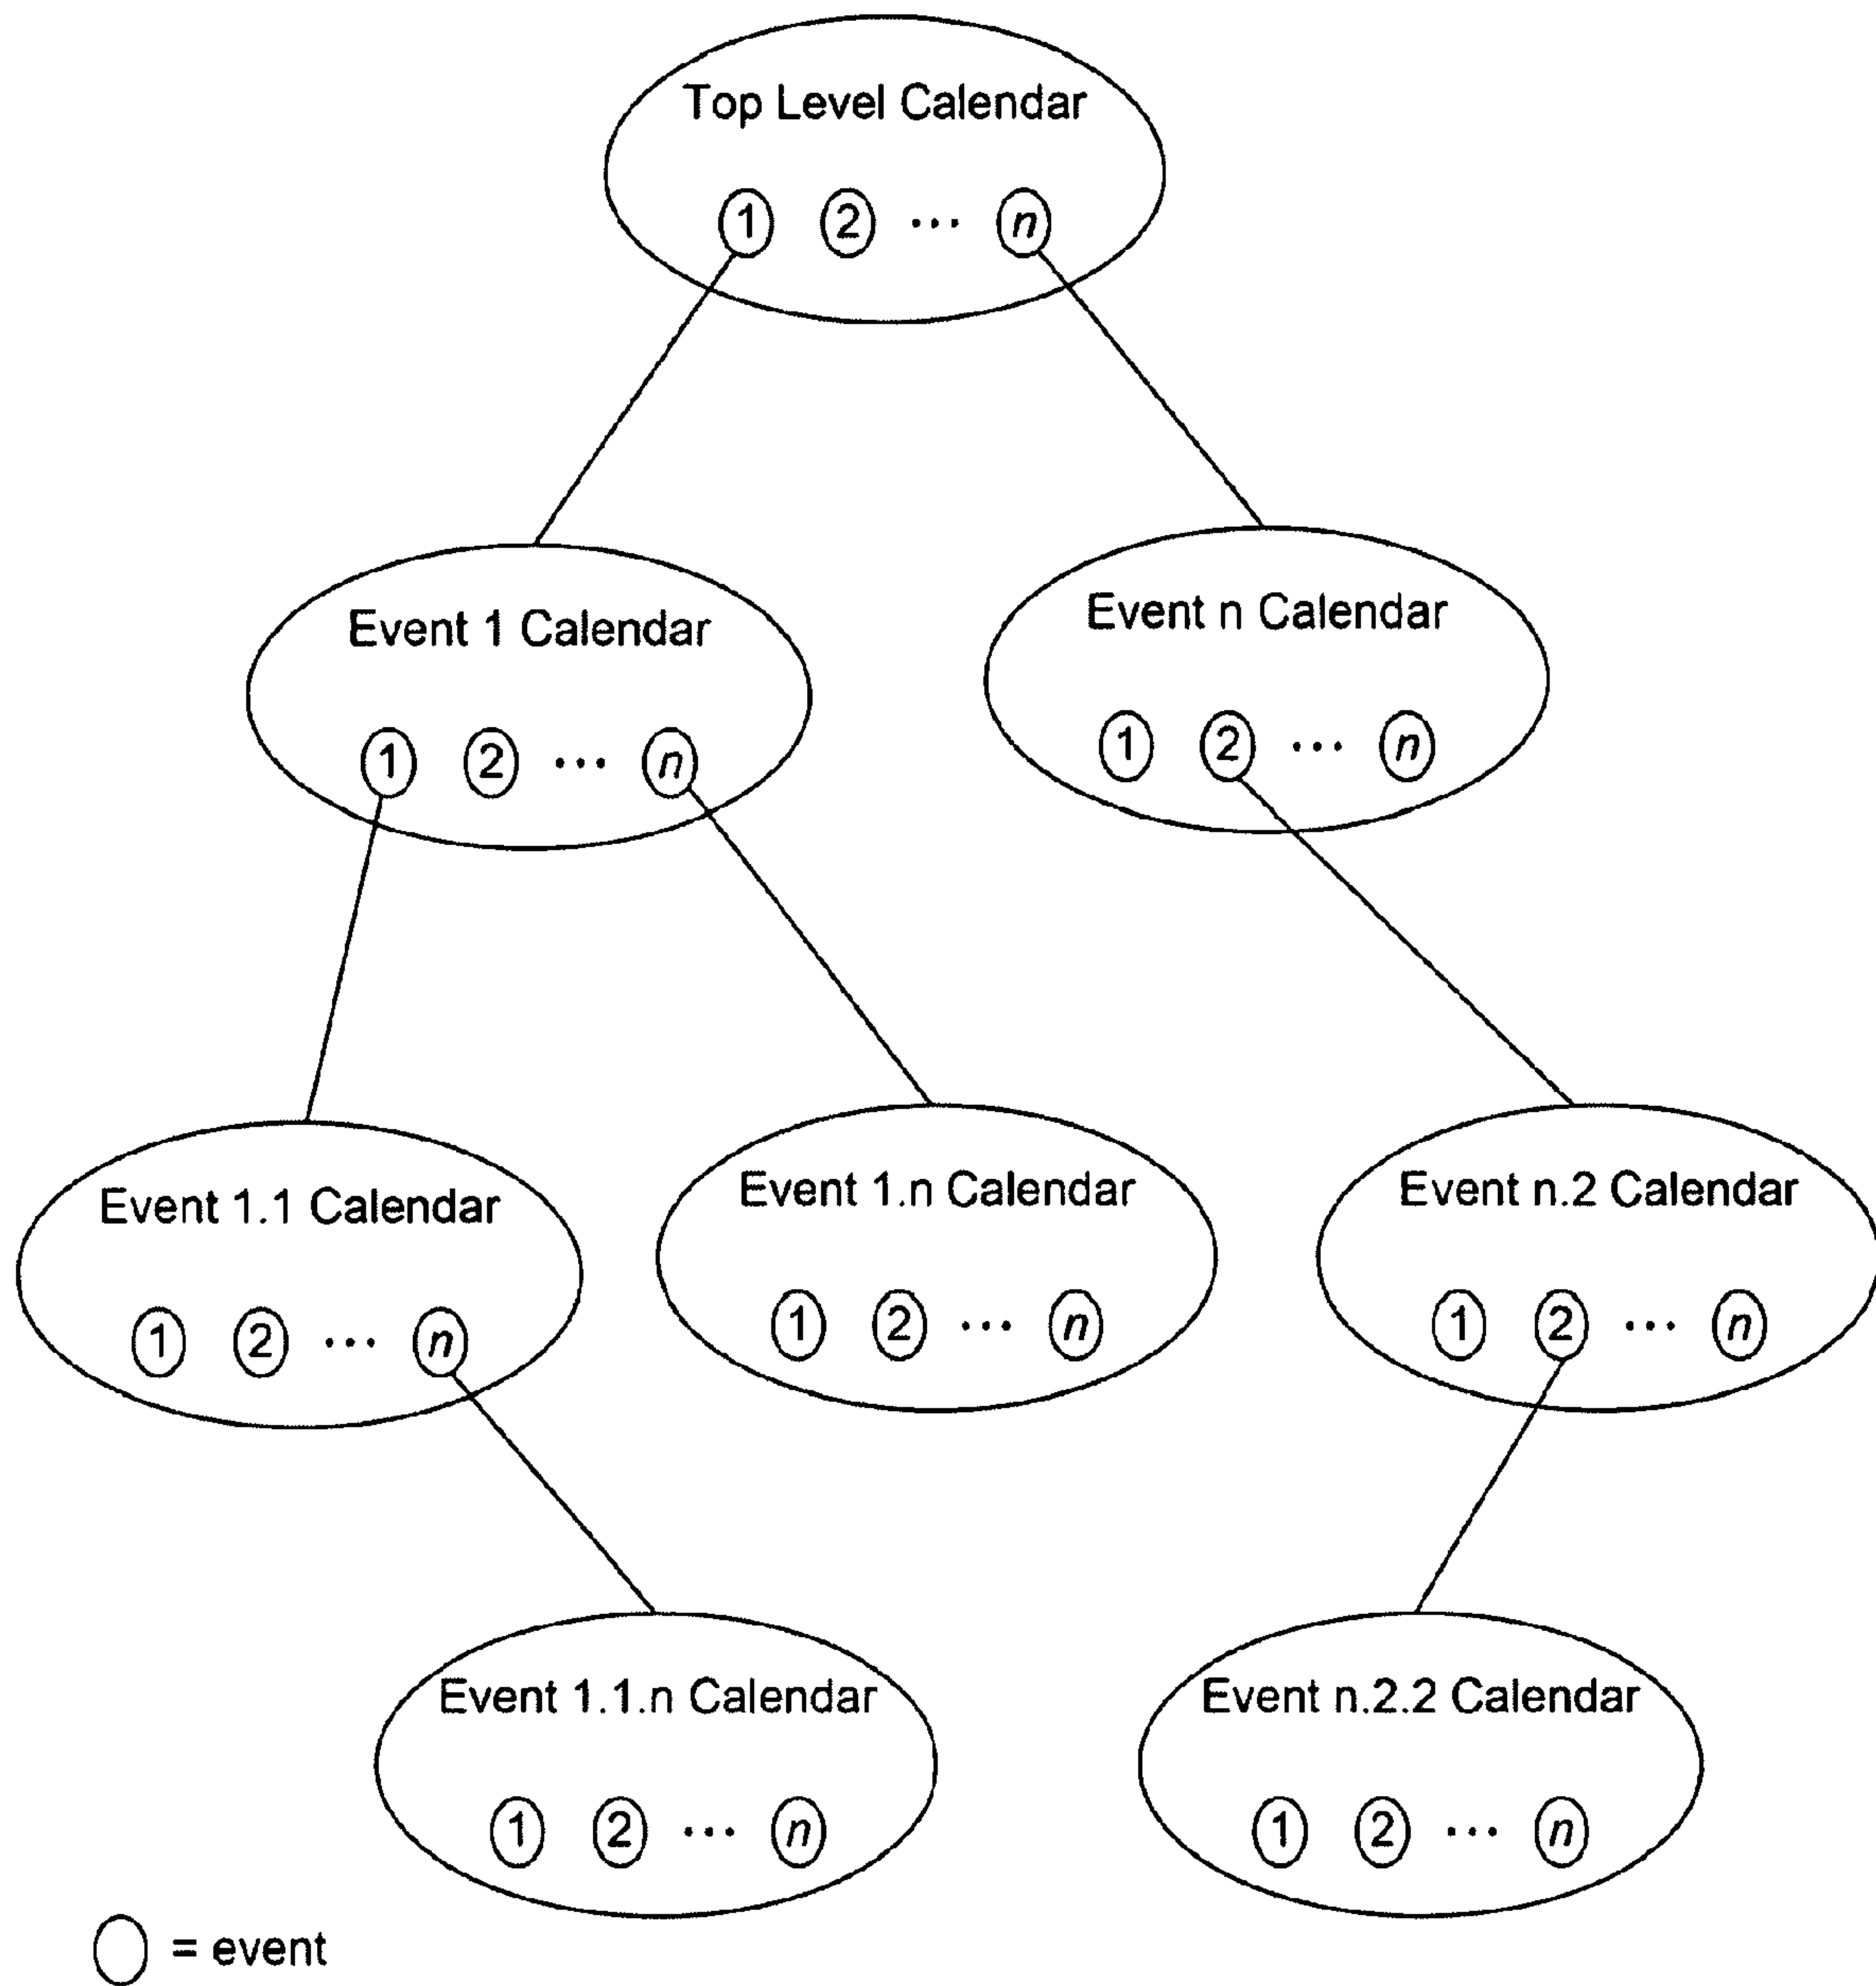 Top Level Calendar
1 2 ... n
Event 1 Calendar
1 2 ... n
Event n Calendar
1 2 ... n
Event 1.1 Calendar
1 2 ... n
Event 1.n Calendar
1 2 ... n
Event n.2 Calendar
1 2 ... n
Event 1.1.n Calendar
1 2 ... n
Event n.2.2 Calendar
1 2 ... n
= event